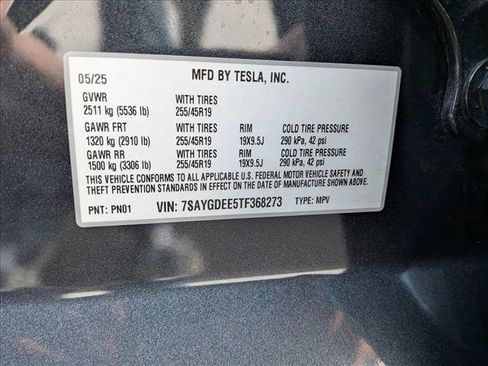 05/25 MFD BY TESLA, INC.
GVWR WITH TIRES
2511 kg (5536 lb) 255/45R19
GAWR FRT WITH TIRES RIM COLD TIRE PRESSURE
1320 kg (2910 lb) 255/45R19 19X9.5J 290 kPa, 42 psi
GAWR RR WITH TIRES RIM COLD TIRE PRESSURE
1500 kg (3306 lb) 255/45R19 19X9.5J 290 kPa, 42 psi
THIS VEHICLE CONFORMS TO ALL APPLICABLE U.S. FEDERAL MOTOR VEHICLE SAFETY AND
THEFT PREVENTION STANDARDS IN EFFECT ON THE DATE OF MANUFACTURE SHOWN ABOVE.
PNT: PN01 VIN: 7SAYGDEE5TF368273 TYPE: MPV